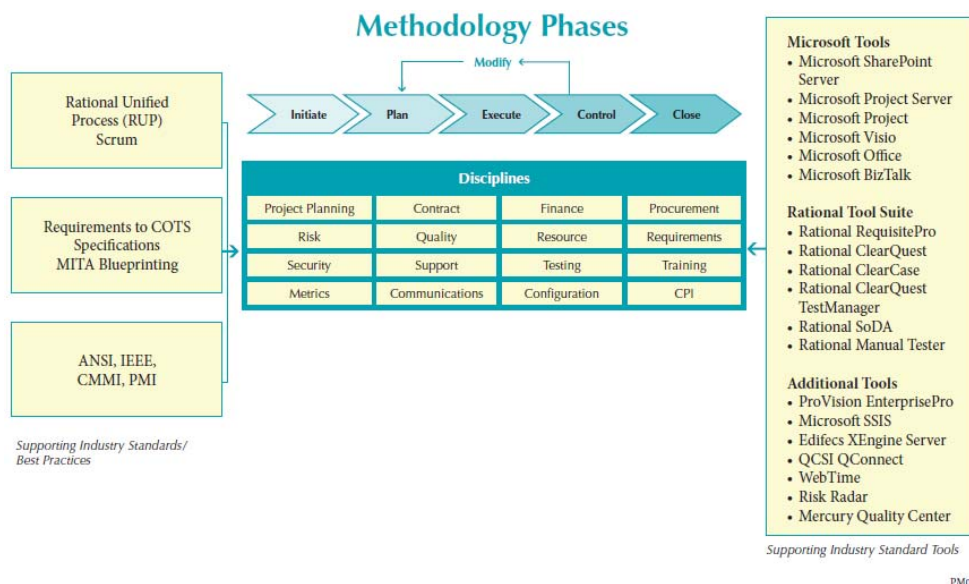 Methodology Phases
Modify
Initiate
Plan
Execute
Control
Close
Rational Unified
Process (RUP)
Scrum
Requirements to COTS
Specifications
MITA Blueprinting
ANSI, IEEE,
CMMI, PMI
Supporting Industry Standards/
Best Practices
Disciplines
Project Planning
Contract
Finance
Procurement
Risk
Quality
Resource
Requirements
Security
Support
Testing
Training
Metrics
Communications
Configuration
CPI
Microsoft Tools
• Microsoft SharePoint
Server
• Microsoft Project Server
• Microsoft Project
• Microsoft Visio
• Microsoft Office
• Microsoft BizTalk
Rational Tool Suite
• Rational RequisitePro
• Rational ClearQuest
• Rational ClearCase
• Rational ClearQuest
TestManager
• Rational SoDA
• Rational Manual Tester
Additional Tools
• ProVision EnterprisePro
• Microsoft SSIS
• Edifecs XEngine Server
• QCSI QConnect
• WebTime
• Risk Radar
• Mercury Quality Center
Supporting Industry Standard Tools